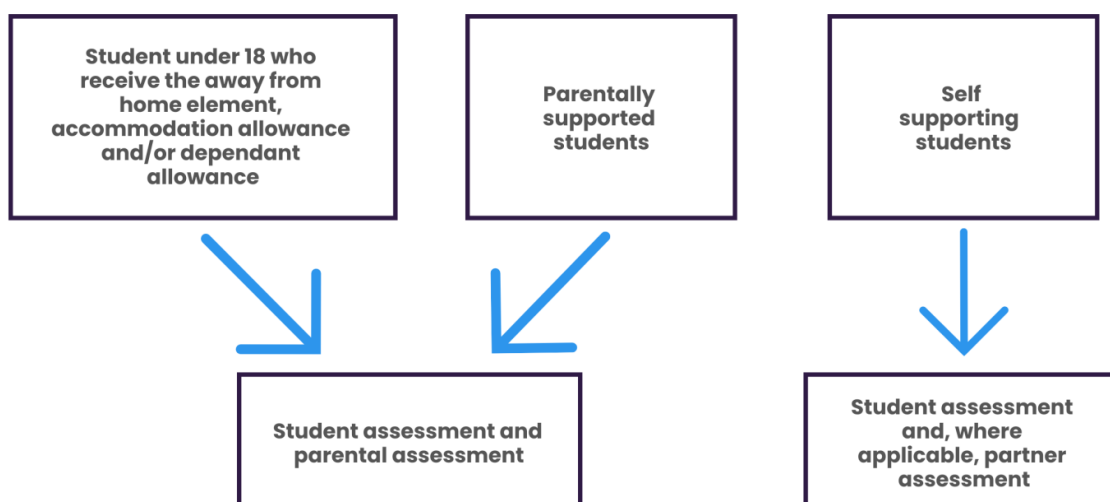 Student under 18 who
receive the away from
home element,
accommodation allowance
and/or dependant
allowance
Parentally
supported
students
Self
supporting
students
Student assessment and
parental assessment
Student assessment
and, where
applicable, partner
assessment